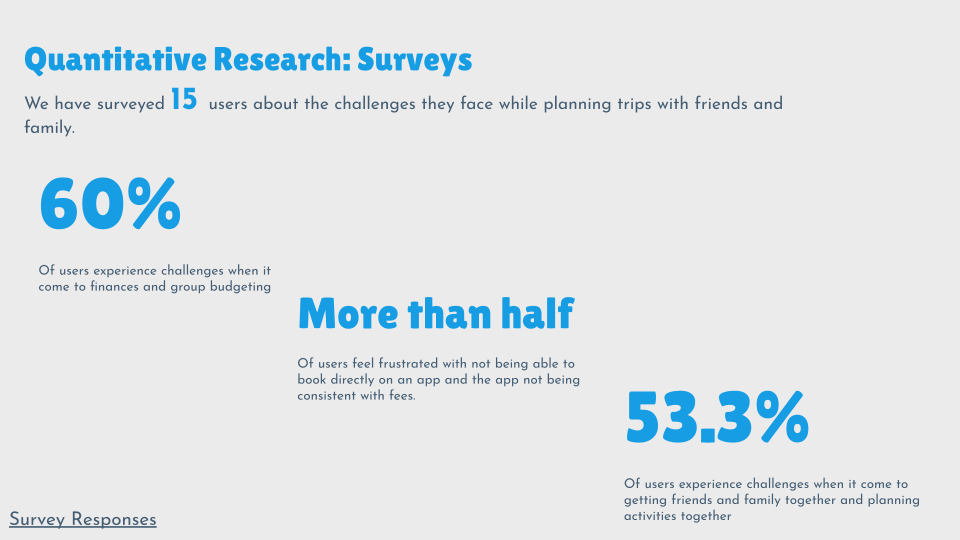 Quantitative Research: Surveys
We have surveyed 15 users about the challenges they face while planning trips with friends and
family.
60%
Of users experience challenges when it
come to finances and group budgeting
More than half
Of users feel frustrated with not being able to
book directly on an app and the app not being
consistent with fees.
53.3%
Of users experience challenges when it come to
getting friends and family together and planning
activities together
Survey Responses